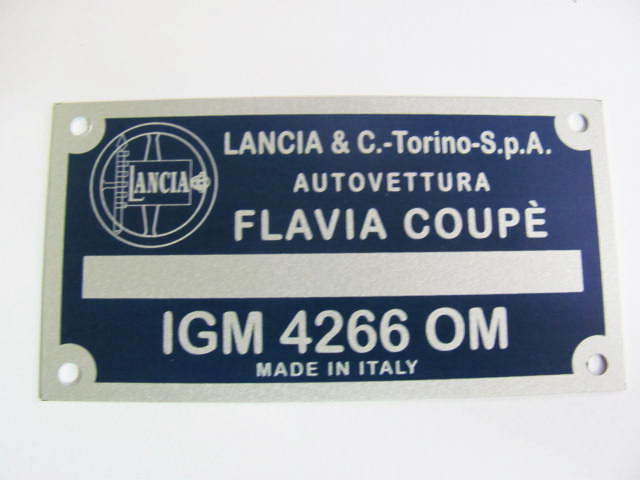 LANCIA
LANCIA & C.-Torino-S.p.A.
AUTOVETTURA
FLAVIA COUPÈ
IGM 4266 OM
MADE IN ITALY